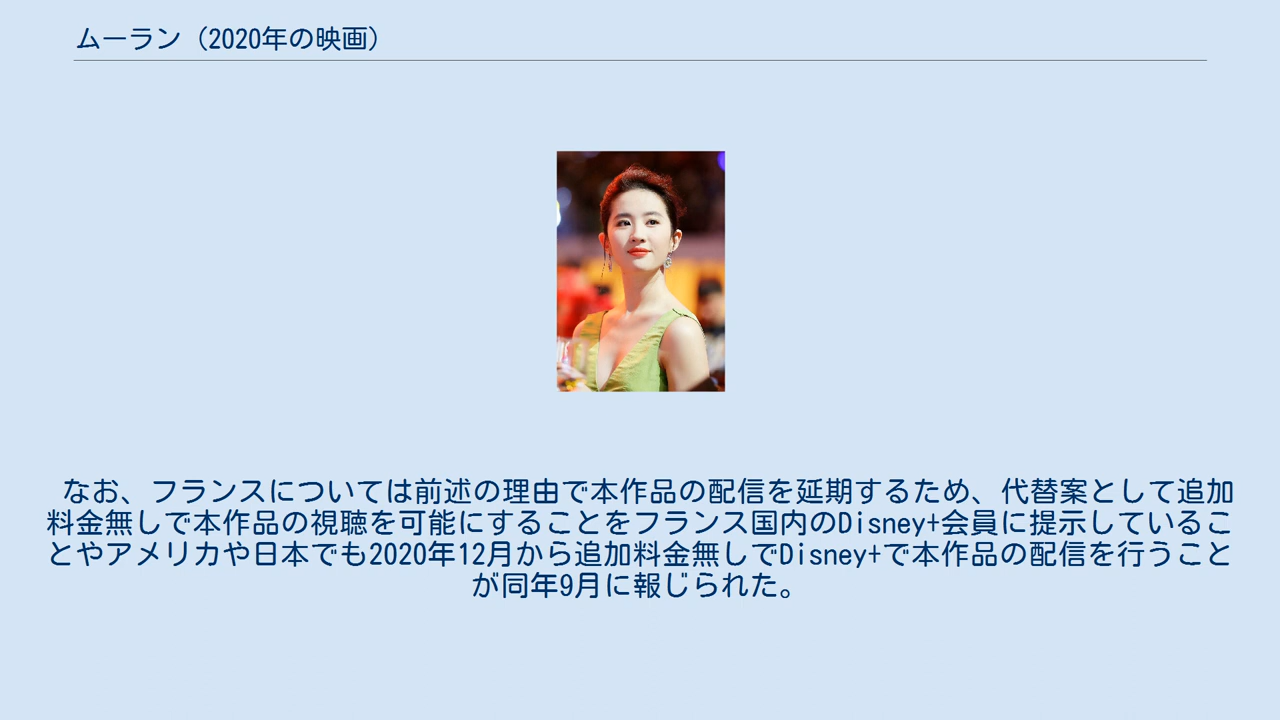 ムーラン（2020年の映画）
なお、フランスについては前述の理由で本作品の配信を延期するため、代替案として追加
料金無しで本作品の視聴を可能にすることをフランス国内のDisney+会員に提示しているこ
とやアメリカや日本でも2020年12月から追加料金無しでDisney+で本作品の配信を行うこと
が同年9月に報じられた。